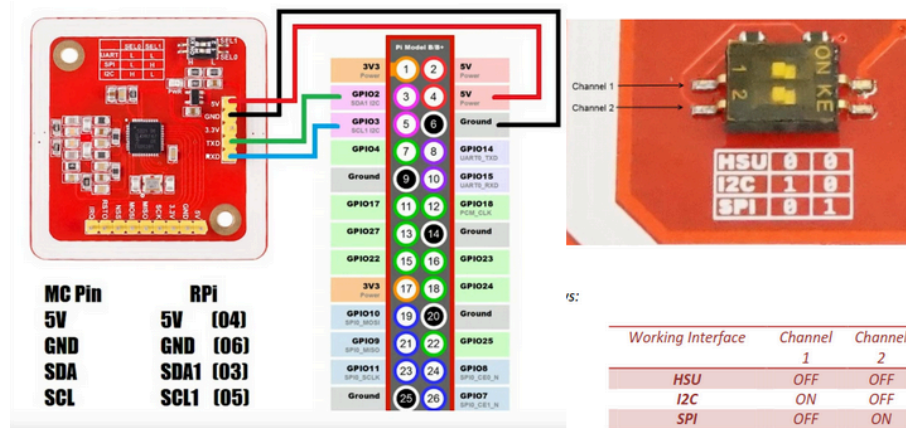 SEL0 SEL1
UART L L
SPI L H
I2C H L
SEL1
SEL0
H L
5V
GND
3.3V
TXD
RXD
IRQ
RSTO
NSS
MOSI
MISO
SCK
3.3V
GND
5V
MC Pin RPi
5V 5V (04)
GND GND (06)
SDA SDA1 (03)
SCL SCL1 (05)
Pi Model B/B+
3V3 Power 1 2 5V Power
GPIO2 SDA1 I2C 3 4 5V Power
GPIO3 SCL1 I2C 5 6 Ground
GPIO4 7 8 GPIO14 UART0_TXD
Ground 9 10 GPIO15 UART0_RXD
GPIO17 11 12 GPIO18 PCM_CLK
GPIO27 13 14 Ground
GPIO22 15 16 GPIO23
3V3 Power 17 18 GPIO24
GPIO10 SPI0_MOSI 19 20 Ground
GPIO9 SPI0_MISO 21 22 GPIO25
GPIO11 SPI0_SCLK 23 24 GPIO8 SPI0_CE0_N
Ground 25 26 GPIO7 SPI0_CE1_N
Channel 1
Channel 2
1 2
ON KE
HSU 0 0
I2C 1 0
SPI 0 1
s:
Working Interface Channel 1 Channel 2
HSU OFF OFF
I2C ON OFF
SPI OFF ON